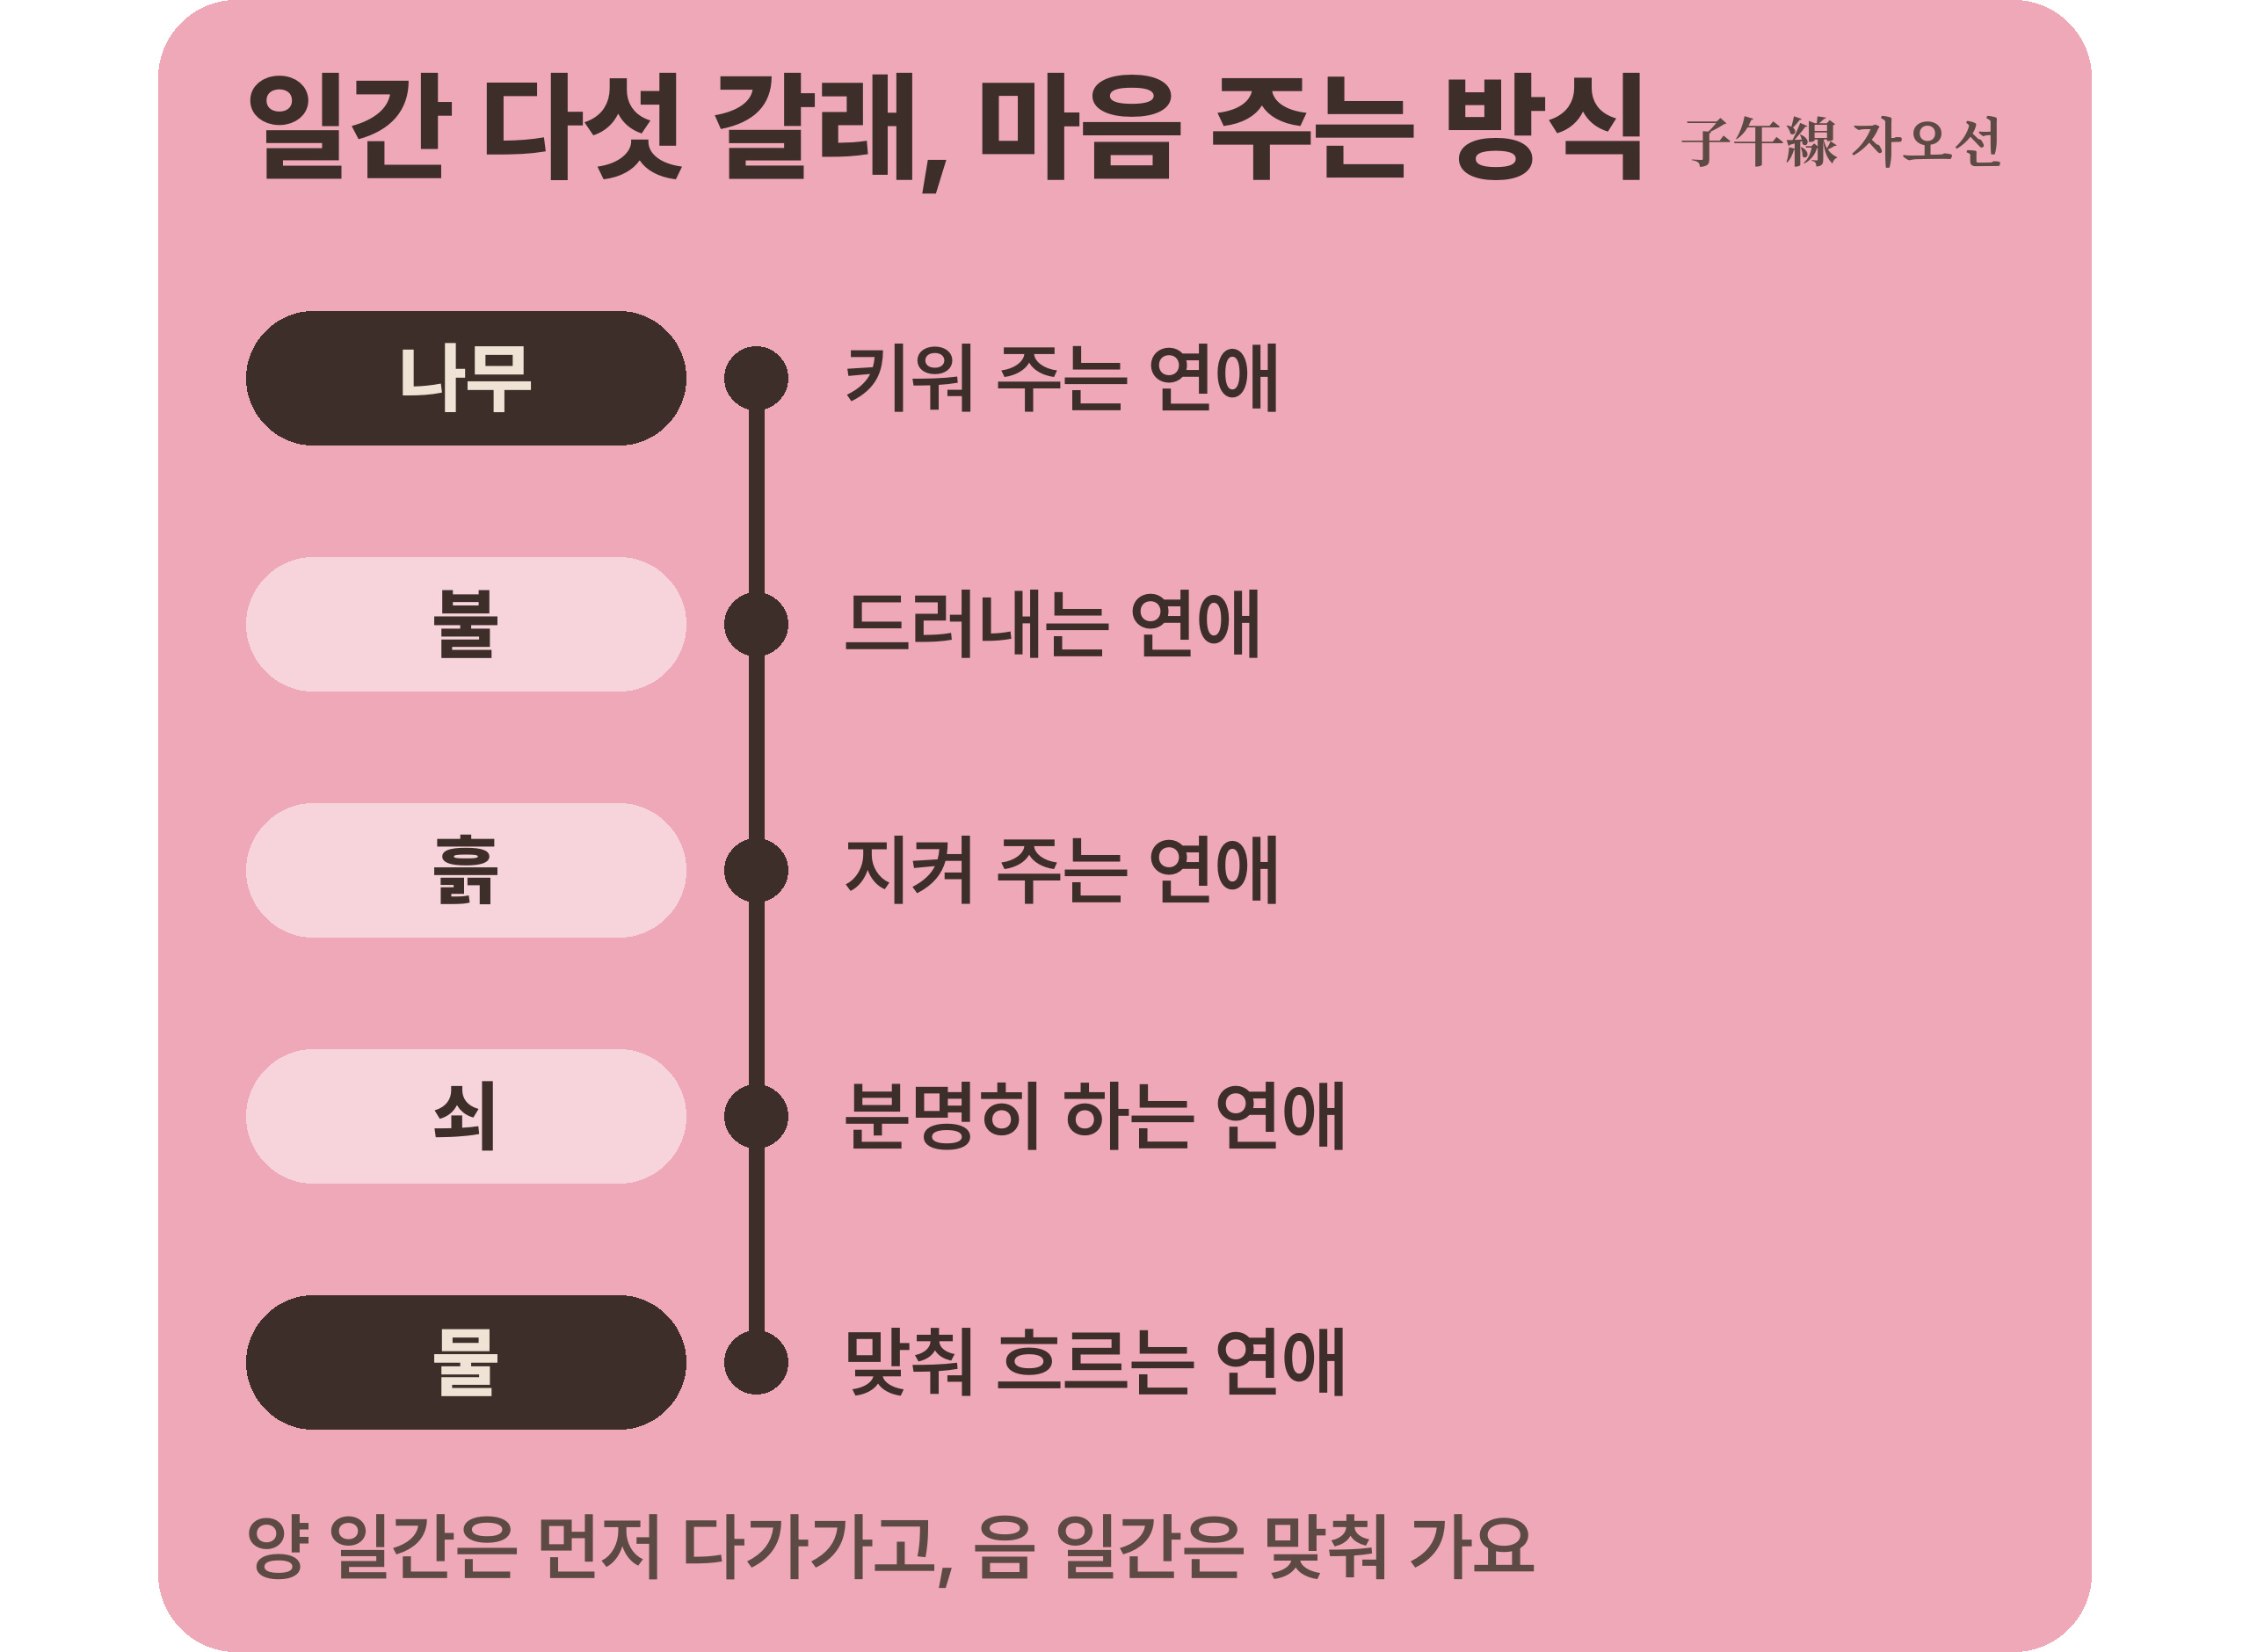 일간 다섯 갈래, 마음 주는 방식 子牛線 자오선
나무 키워 주는 연애
불 드러내는 연애
흙 지켜 주는 연애
쇠 분명히 하는 연애
물 맞춰 흐르는 연애
양 일간은 먼저 다가가고, 음 일간은 맞춰 가요